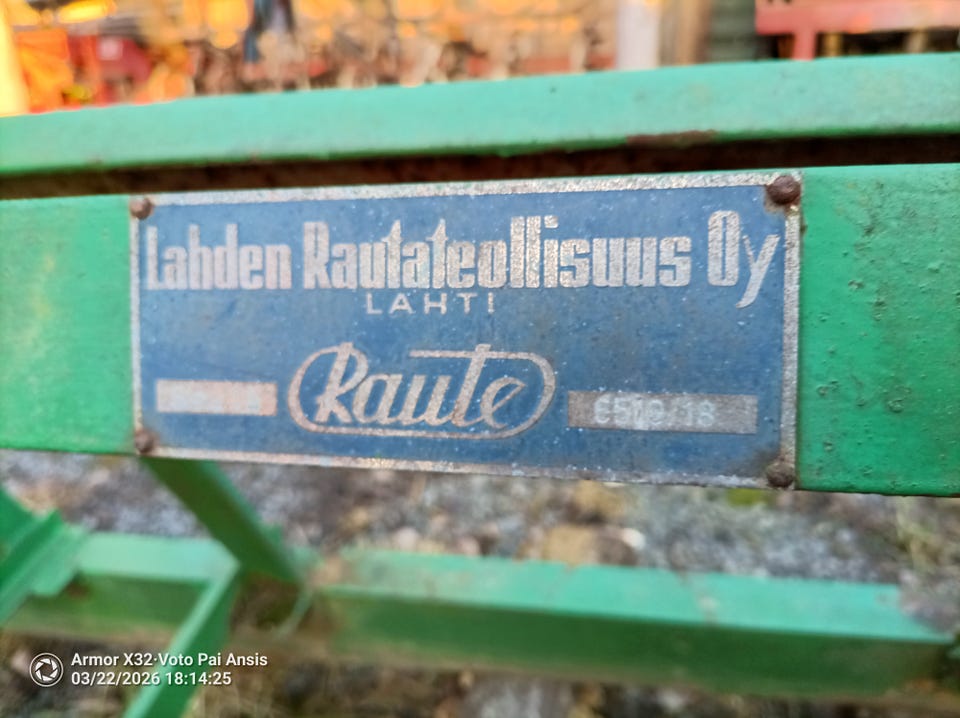 Lahden Rautateollisuus Oy
LAHTI
Raute
Armor X32·Voto Pai Ansis
03/22/2026 18:14:25